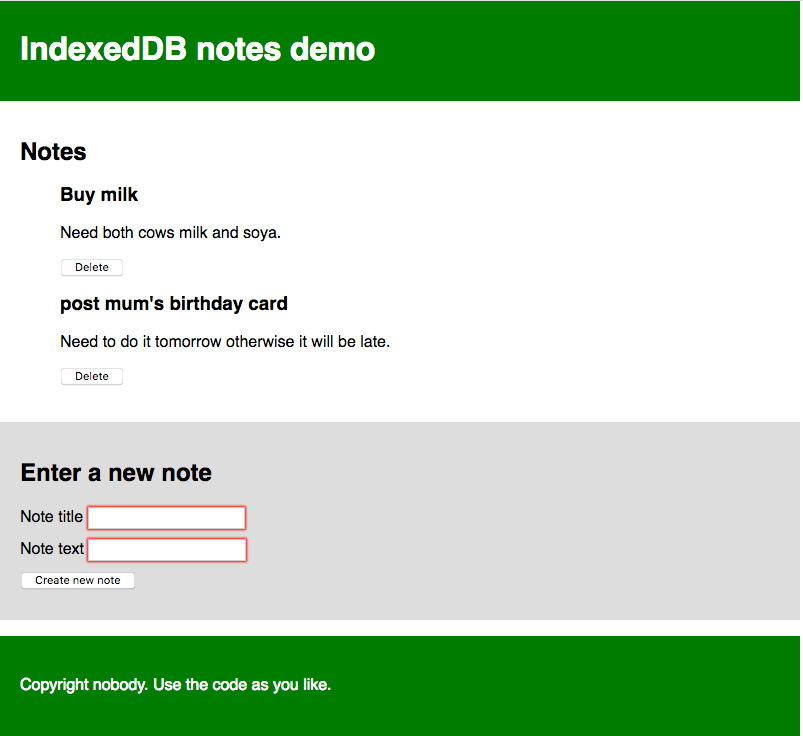 IndexedDB notes demo
Notes
Buy milk
Need both cows milk and soya.
Delete
post mum's birthday card
Need to do it tomorrow otherwise it will be late.
Delete
Enter a new note
Note title
Note text
Create new note
Copyright nobody. Use the code as you like.